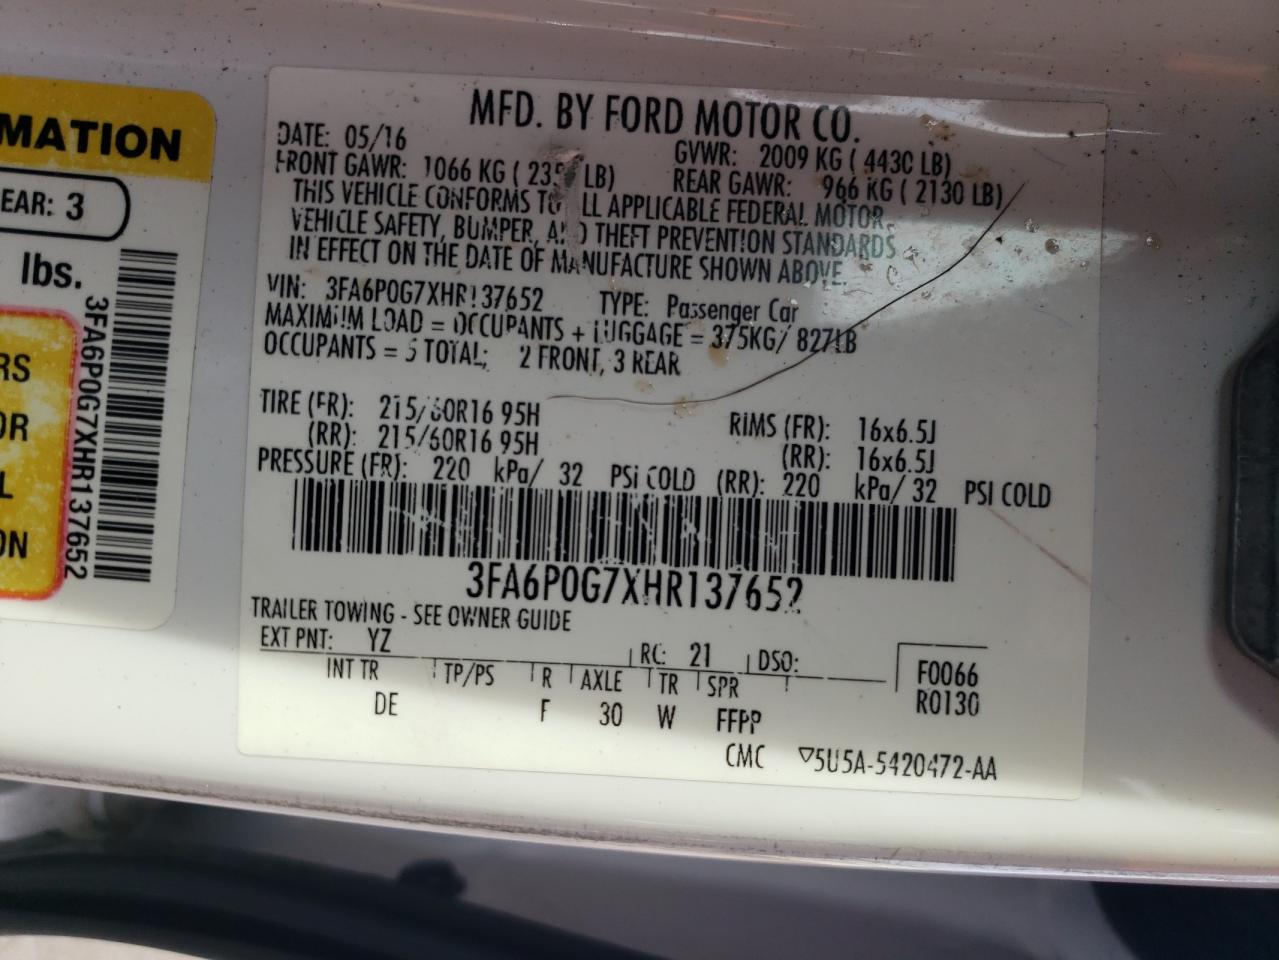 MATION
EAR: 3
lbs.
RS
OR
L
ON
3FA6P0G7XHR137652
MFD. BY FORD MOTOR CO.
DATE: 05/16 GVWR: 2009 KG ( 4430 LB)
FRONT GAWR: 1066 KG ( LB) REAR GAWR: 966 KG ( 2130 LB)
THIS VEHICLE CONFORMS TO ALL APPLICABLE FEDERAL MOTOR
VEHICLE SAFETY, BUMPER, AND THEFT PREVENTION STANDARDS
IN EFFECT ON THE DATE OF MANUFACTURE SHOWN ABOVE.
VIN: 3FA6P0G7XHR137652 TYPE: Passenger Car
MAXIMUM LOAD = OCCUPANTS + LUGGAGE = 375KG/ 827LB
OCCUPANTS = 5 TOTAL; 2 FRONT, 3 REAR
TIRE (FR): 215/60R16 95H RIMS (FR): 16x6.5J
(RR): 215/60R16 95H (RR): 16x6.5J
PRESSURE (FR): 220 kPa/ 32 PSI COLD (RR): 220 kPa/ 32 PSI COLD
3FA6P0G7XHR137652
TRAILER TOWING - SEE OWNER GUIDE
EXT PNT: YZ RC: 21 DSO: F0066
INT TR TP/PS R AXLE TR SPR R0130
DE F 30 W FFPP
CMC ▽5U5A-5420472-AA